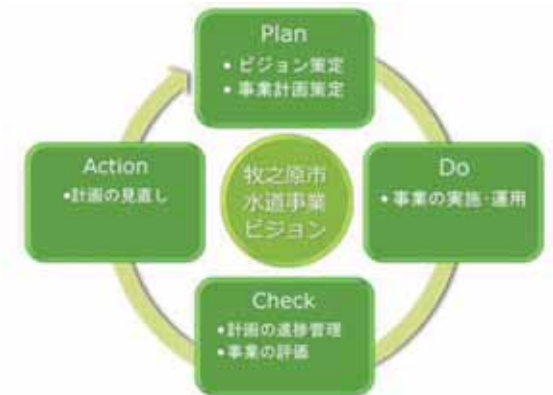 Plan
• ビジョン策定
• 事業計画策定
Do
• 事業の実施・運用
Check
•計画の進捗管理
•事業の評価
Action
•計画の見直し
牧之原市
水道事業
ビジョン